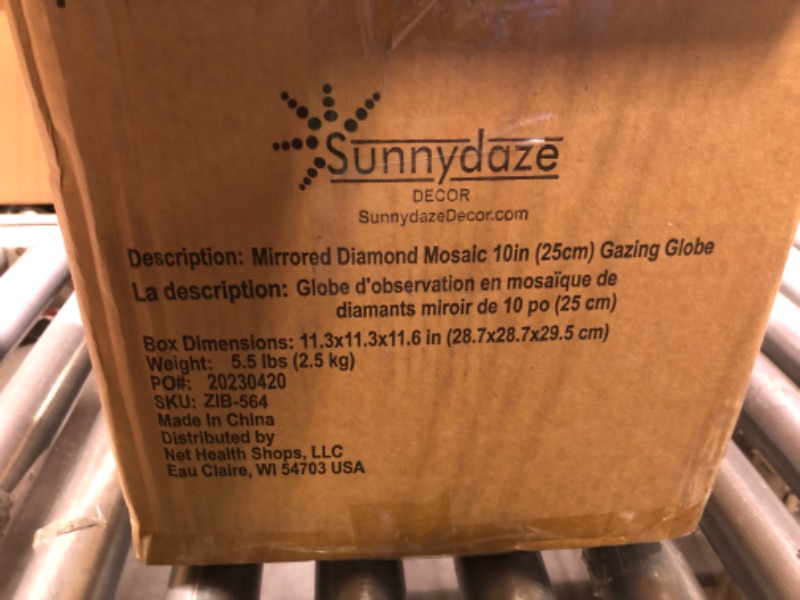 Sunnydaze
DECOR
SunnydazeDecor.com
Description: Mirrored Diamond Mosaic 10in (25cm) Gazing Globe
La description: Globe d'observation en mosaïque de
diamants miroir de 10 po (25 cm)
Box Dimensions: 11.3x11.3x11.6 in (28.7x28.7x29.5 cm)
Weight: 5.5 lbs (2.5 kg)
PO#: 20230420
SKU: ZIB-564
Made In China
Distributed by
Net Health Shops, LLC
Eau Claire, WI 54703 USA